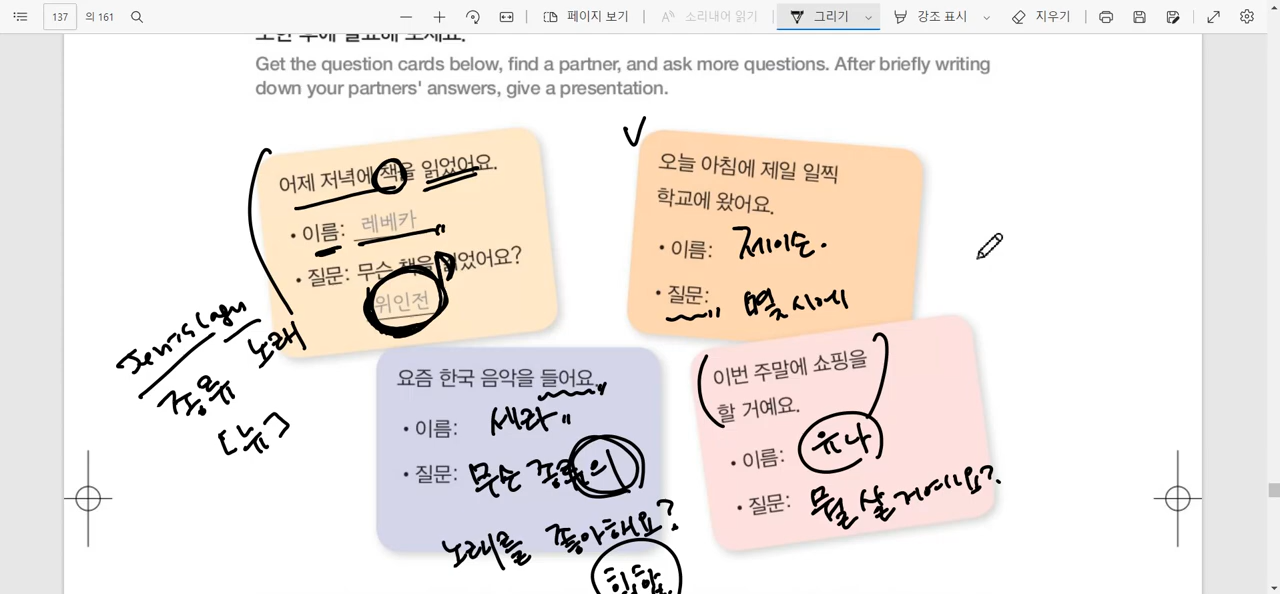 137 의 161
페이지 보기
소리내어 읽기
그리기
강조 표시
지우기
Get the question cards below, find a partner, and ask more questions. After briefly writing
down your partners' answers, give a presentation.
어제 저녁에 책을 읽었어요.
• 이름: 레베카
• 질문: 무슨 책을 읽었어요?
위인전
오늘 아침에 제일 일찍
학교에 왔어요.
• 이름: 제이슨.
• 질문: 몇 시에
노래
종류
[뉴]
요즘 한국 음악을 들어요.
• 이름: 세라
• 질문: 무슨 종류의
노래를 좋아해요?
힙합
이번 주말에 쇼핑을
할 거예요.
• 이름: 유나
• 질문: 뭘 살 거예요?